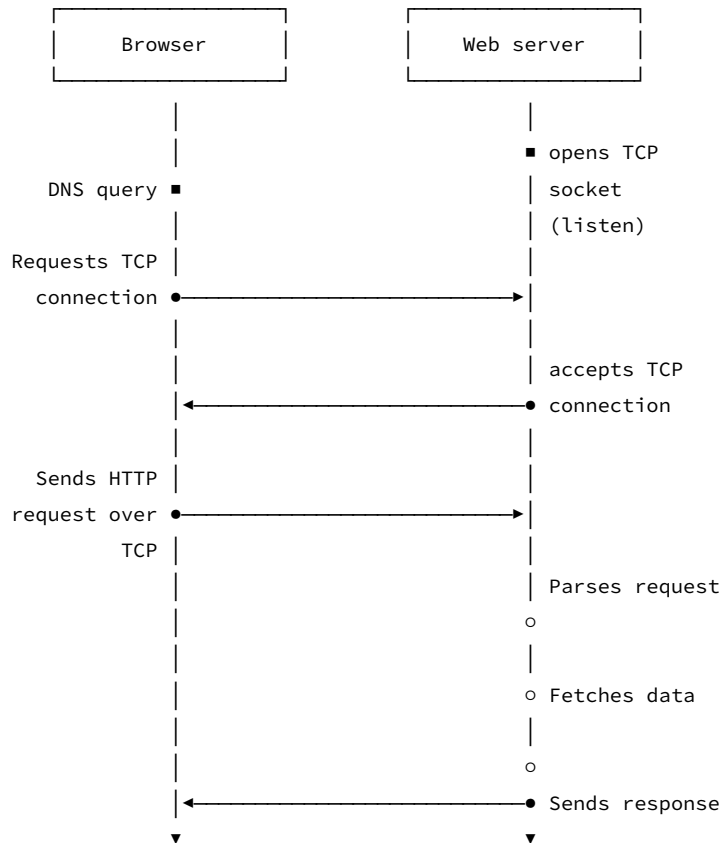 Browser
Web server
opens TCP
DNS query
socket
(listen)
Requests TCP
connection
accepts TCP
connection
Sends HTTP
request over
TCP
Parses request
Fetches data
Sends response